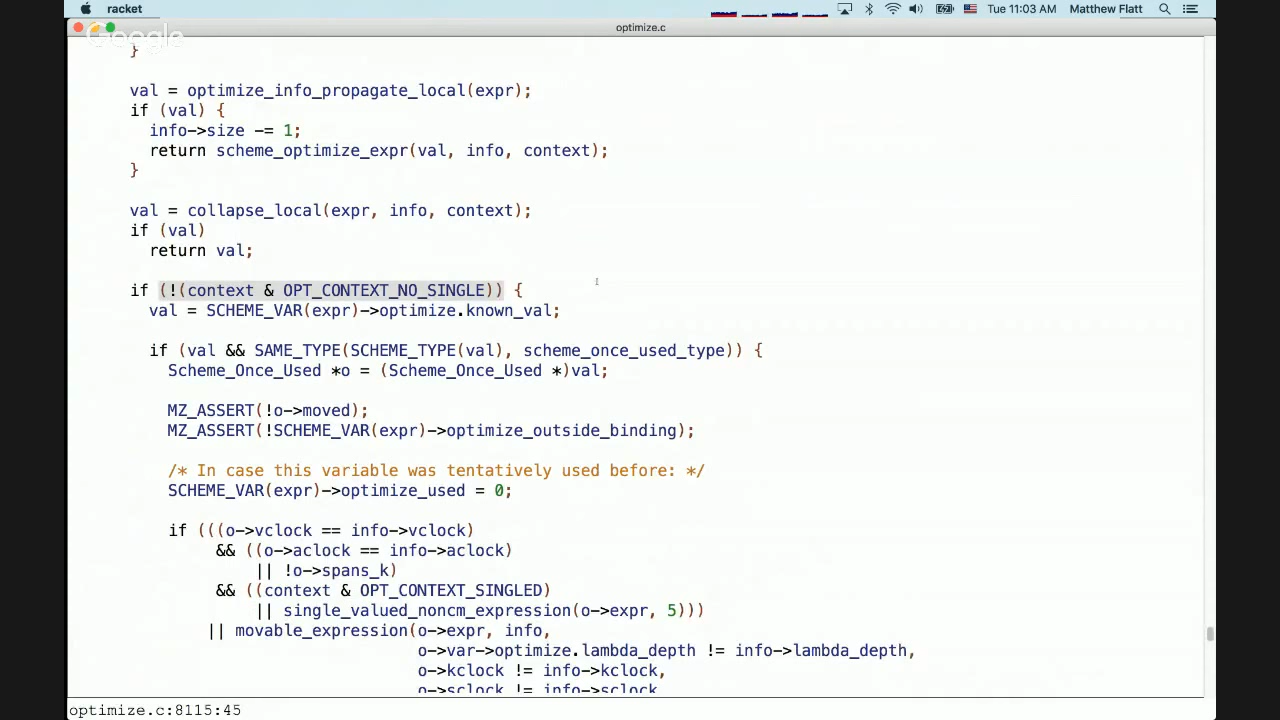 racket
Tue 11:03 AM Matthew Flatt
optimize.c
Google
}
val = optimize_info_propagate_local(expr);
if (val) {
info->size -= 1;
return scheme_optimize_expr(val, info, context);
}
val = collapse_local(expr, info, context);
if (val)
return val;
if (!(context & OPT_CONTEXT_NO_SINGLE)) {
val = SCHEME_VAR(expr)->optimize.known_val;
if (val && SAME_TYPE(SCHEME_TYPE(val), scheme_once_used_type)) {
Scheme_Once_Used *o = (Scheme_Once_Used *)val;
MZ_ASSERT(!o->moved);
MZ_ASSERT(!SCHEME_VAR(expr)->optimize_outside_binding);
/* In case this variable was tentatively used before: */
SCHEME_VAR(expr)->optimize_used = 0;
if (((o->vclock == info->vclock)
&& ((o->aclock == info->aclock)
|| !o->spans_k)
&& ((context & OPT_CONTEXT_SINGLED)
|| single_valued_noncm_expression(o->expr, 5)))
|| movable_expression(o->expr, info,
o->var->optimize.lambda_depth != info->lambda_depth,
o->kclock != info->kclock,
o->sclock != info->sclock
optimize.c:8115:45